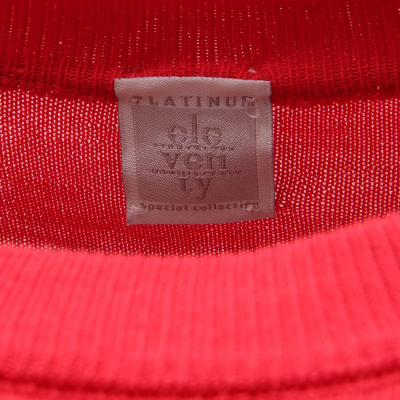 PLATINUM
ele
ven
ty
Special collection